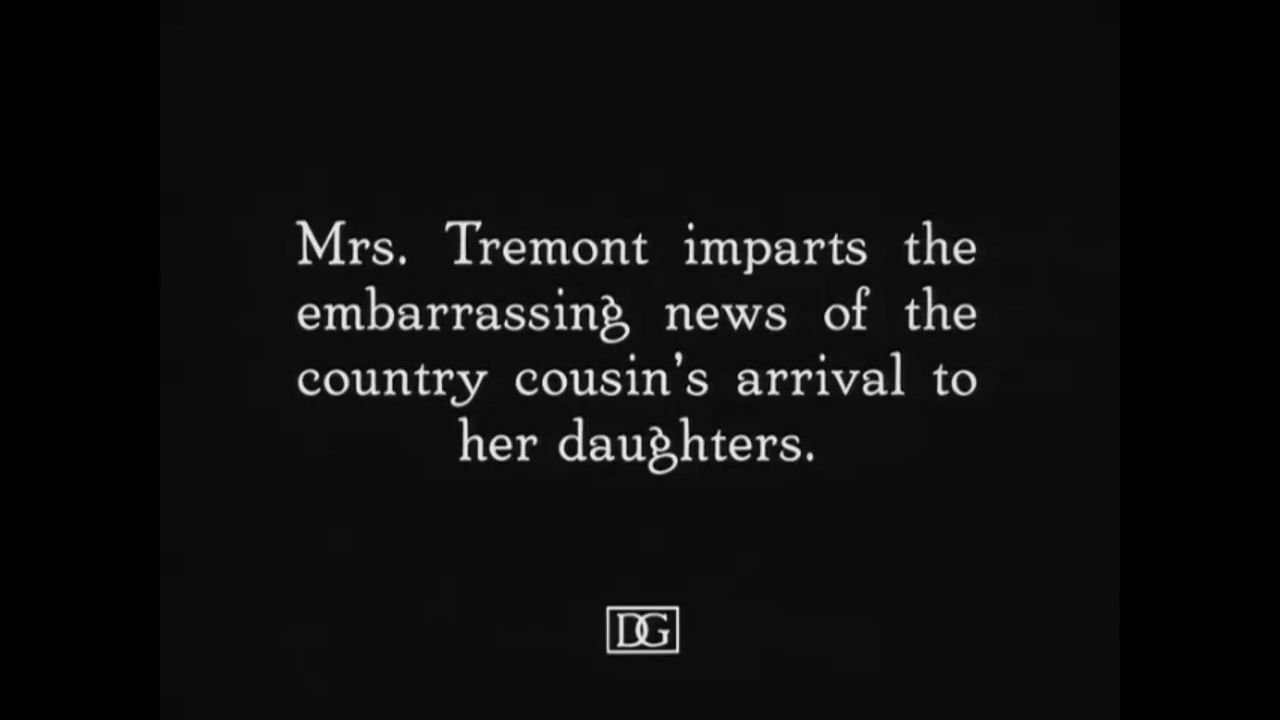 Mrs. Tremont imparts the
embarrassing news of the
country cousin's arrival to
her daughters.
DG